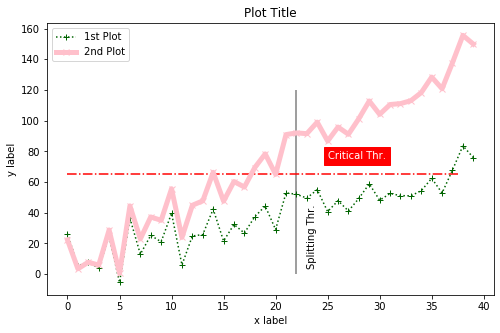 Plot Title
1st Plot
2nd Plot
160
140
120
100
80
60
40
20
0
y label
Critical Thr.
Splitting Thr.
0
5
10
15
20
25
30
35
40
x label